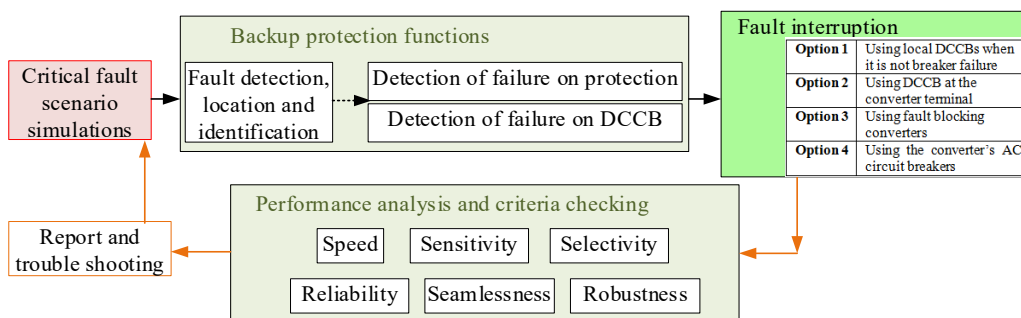 Critical fault
scenario
simulations
Backup protection functions
Fault detection,
location and
identification
Detection of failure on protection
Detection of failure on DCCB
Fault interruption
Option 1 Using local DCCBs when
it is not breaker failure
Option 2 Using DCCB at the
converter terminal
Option 3 Using fault blocking
converters
Option 4 Using the converter's AC
circuit breakers
Performance analysis and criteria checking
Speed Sensitivity Selectivity
Reliability Seamlessness Robustness
Report and
trouble shooting